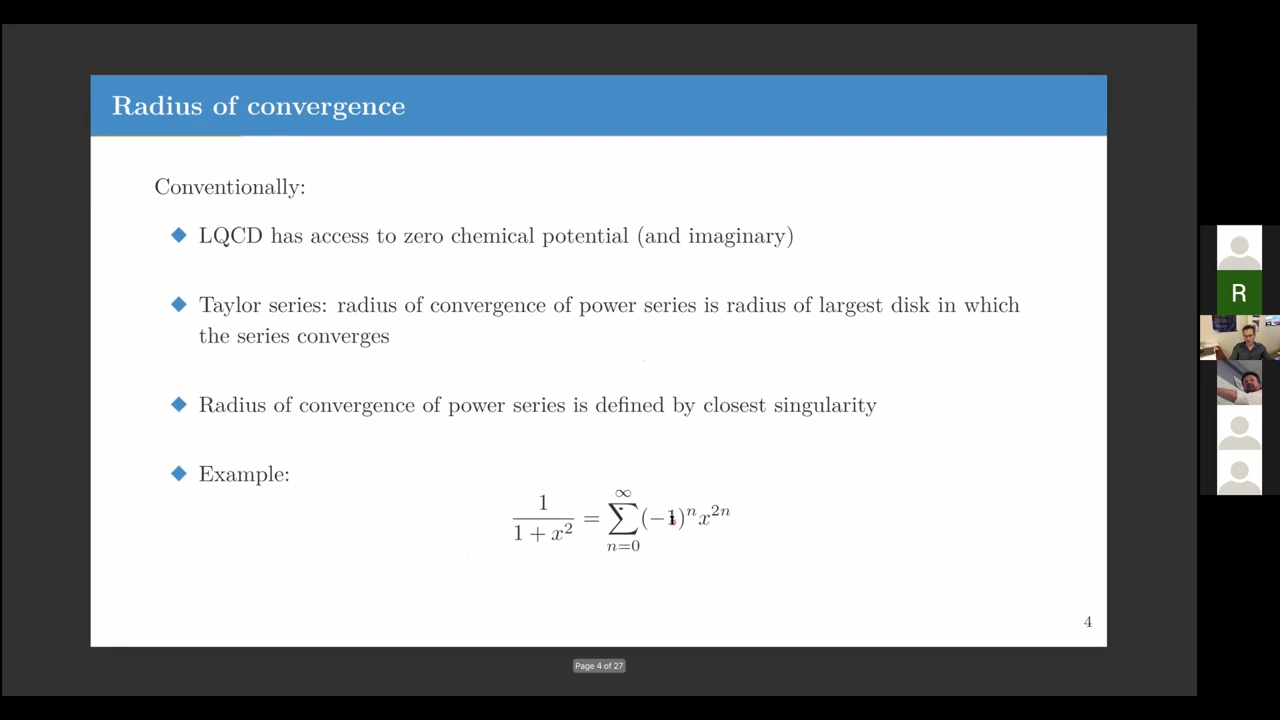 Radius of convergence
Conventionally:
LQCD has access to zero chemical potential (and imaginary)
Taylor series: radius of convergence of power series is radius of largest disk in which
the series converges
Radius of convergence of power series is defined by closest singularity
Example:
1/(1 + x²) = ∑_{n=0}^{∞} (−1)ⁿ x²ⁿ
4
Page 4 of 27
R